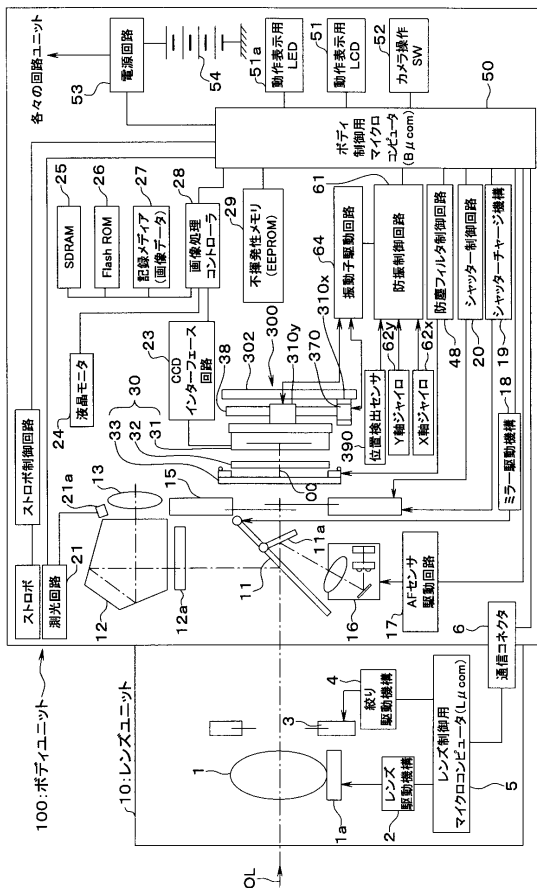 100:ボディユニット
ストロボ
ストロボ制御回路
測光回路
21
21a
13
12
12a
15
11
11a
16
17
AFセンサ
駆動回路
6
通信コネクタ
10:レンズユニット
OL
1
1a
2
レンズ
駆動機構
3
4
絞り
駆動機構
5
レンズ制御用
マイクロコンピュータ(Lμcom)
24
液晶モニタ
23
CCD
インターフェース
回路
25
SDRAM
26
Flash ROM
27
記録メディア
(画像データ)
28
画像処理
コントローラ
29
不揮発性メモリ
(EEPROM)
30
33
32
31
38
302
300
310y
310x
370
390
OO
64
振動子駆動回路
61
防振制御回路
位置検出センサ
62y
Y軸ジャイロ
62x
X軸ジャイロ
48
防塵フィルタ制御回路
20
シャッター制御回路
19
シャッターチャージ機構
18
ミラー駆動機構
各々の回路ユニット
53
電源回路
54
51a
動作表示用
LED
51
動作表示用
LCD
52
カメラ操作
SW
50
ボディ
制御用
マイクロ
コンピュータ
(Bμcom)